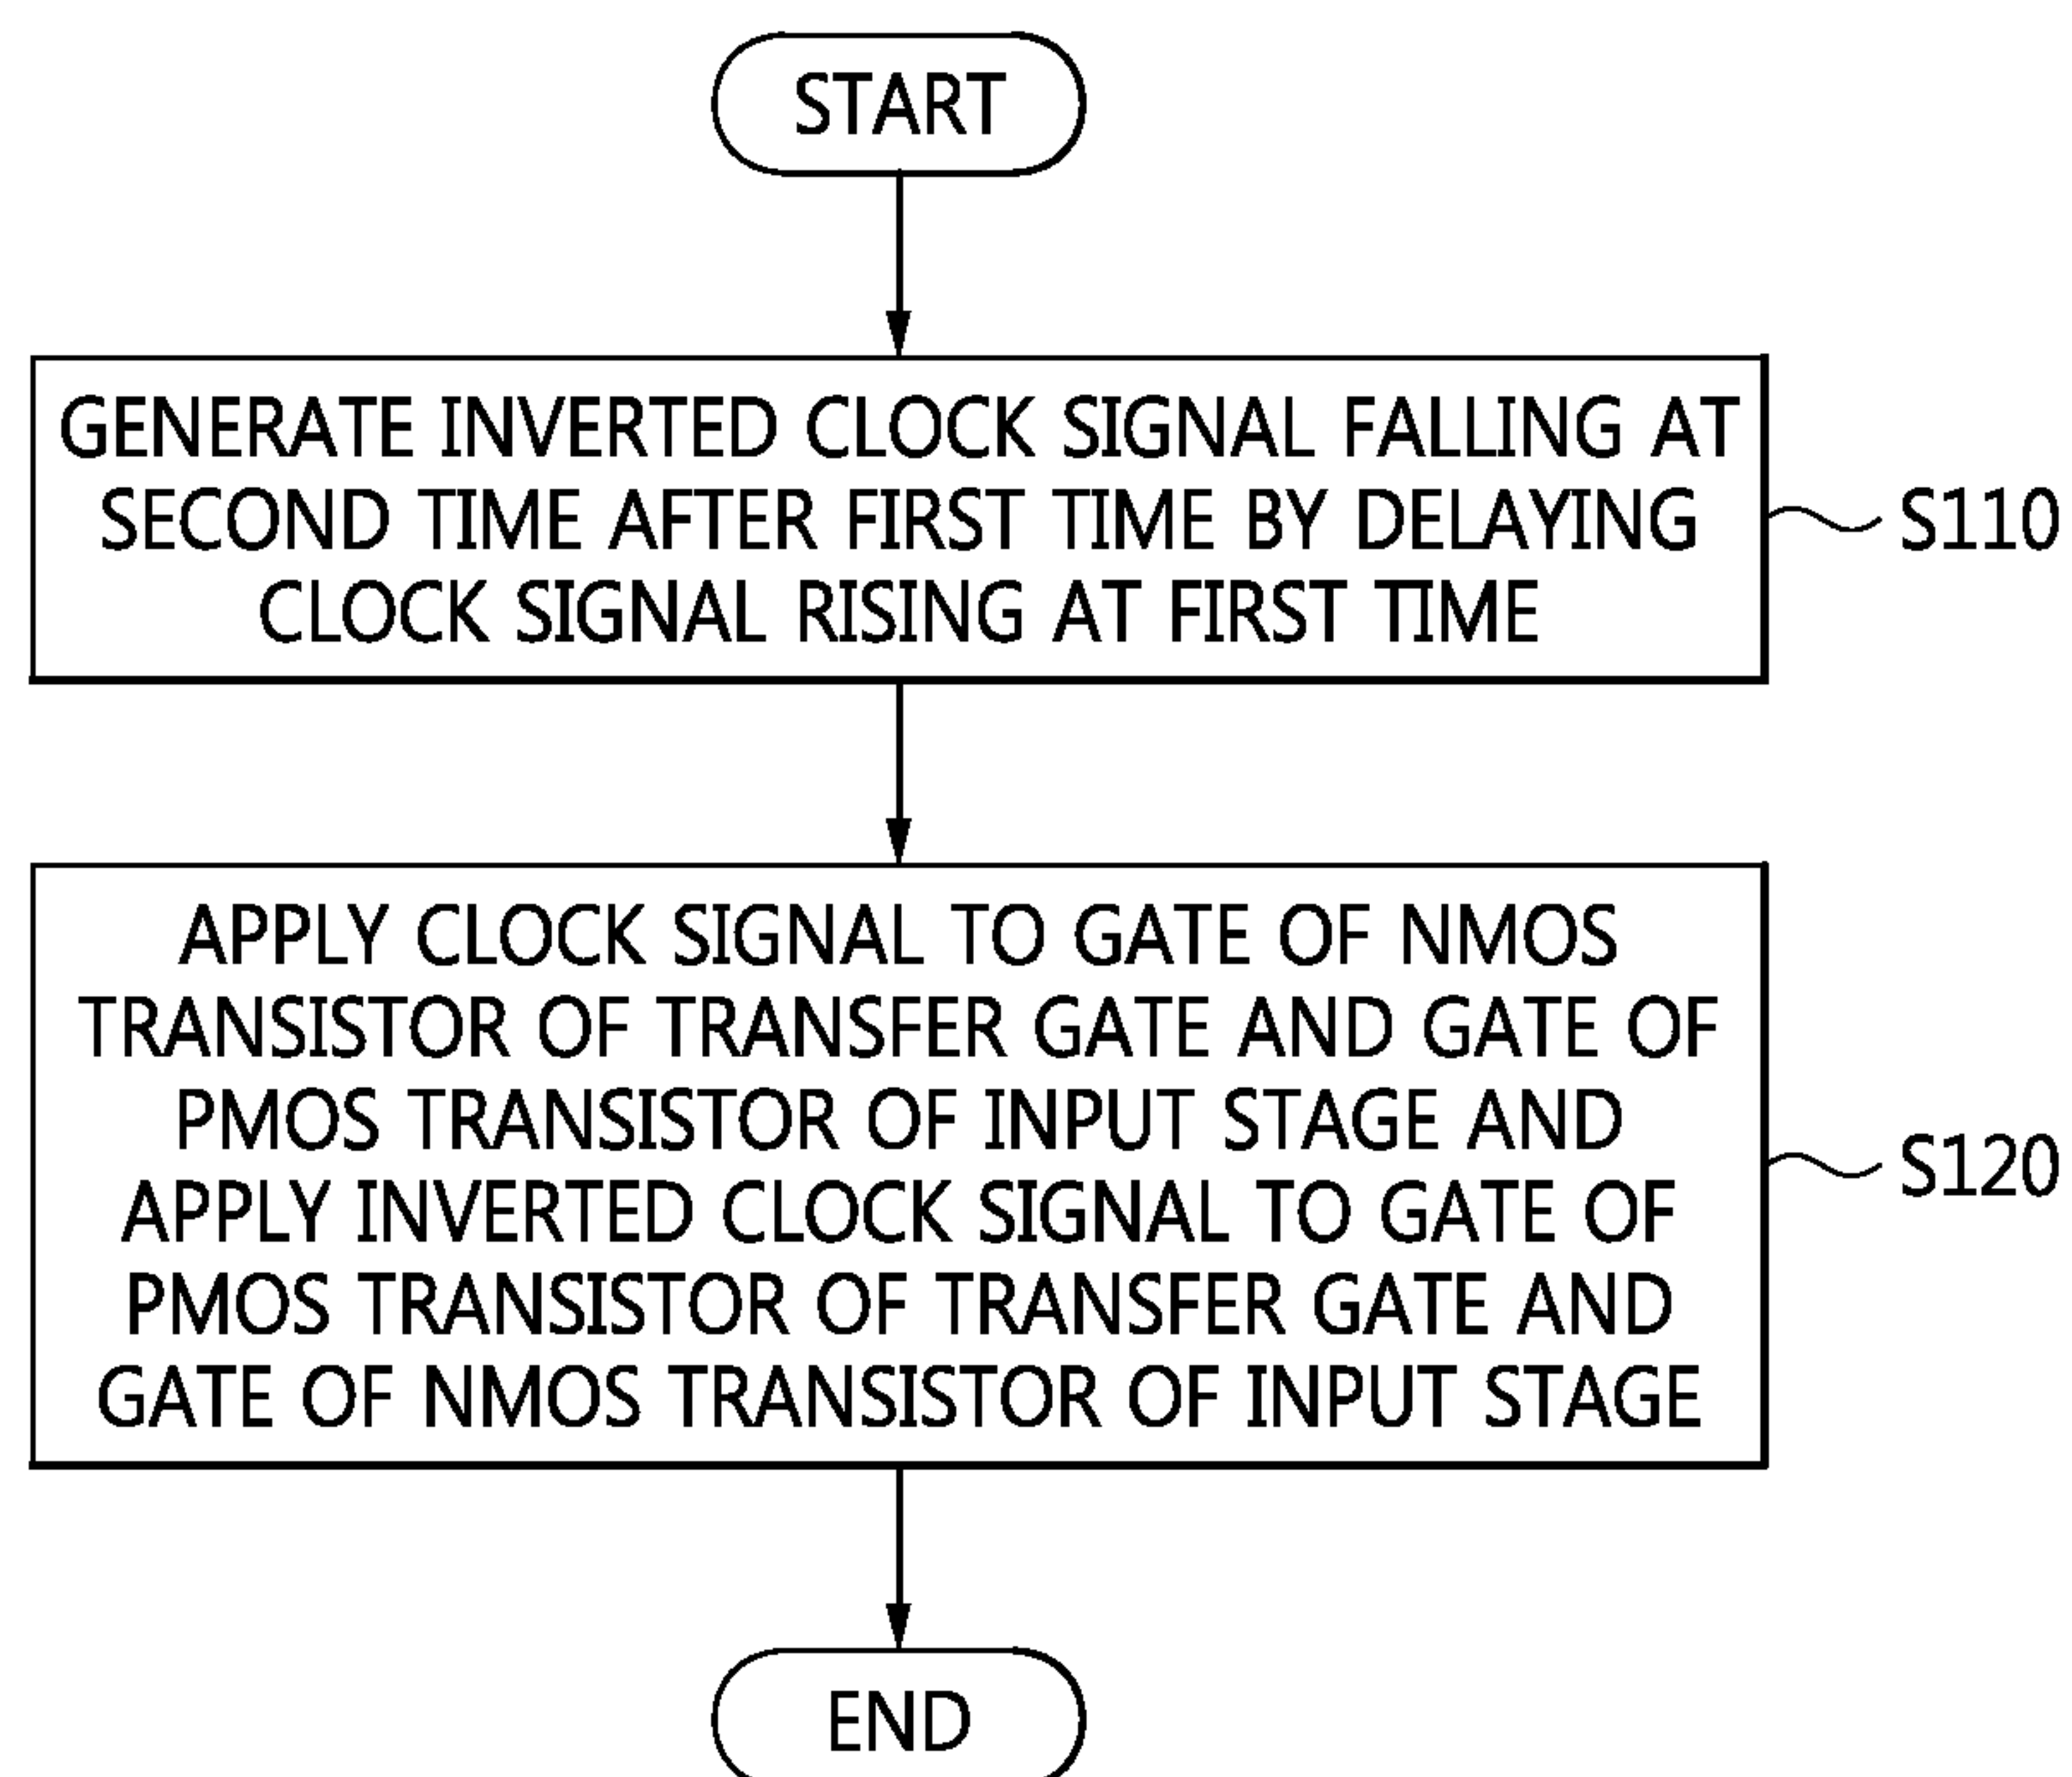 START
GENERATE INVERTED CLOCK SIGNAL FALLING AT
SECOND TIME AFTER FIRST TIME BY DELAYING
CLOCK SIGNAL RISING AT FIRST TIME
S110
APPLY CLOCK SIGNAL TO GATE OF NMOS
TRANSISTOR OF TRANSFER GATE AND GATE OF
PMOS TRANSISTOR OF INPUT STAGE AND
APPLY INVERTED CLOCK SIGNAL TO GATE OF
PMOS TRANSISTOR OF TRANSFER GATE AND
GATE OF NMOS TRANSISTOR OF INPUT STAGE
S120
END